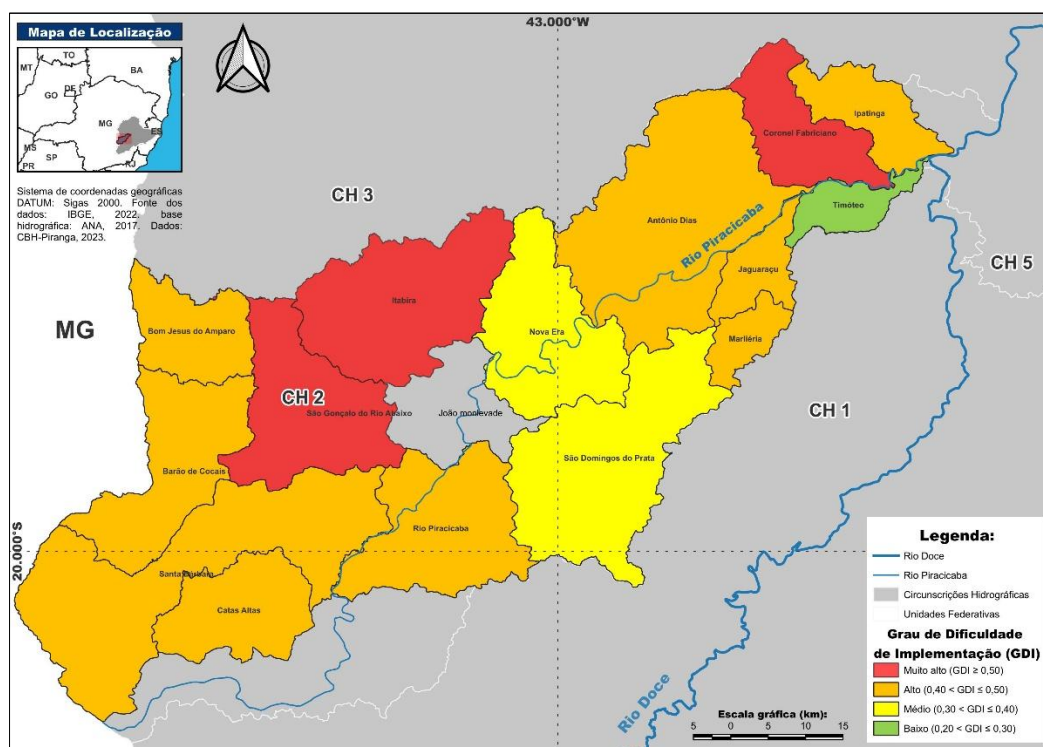 Mapa de Localização
TO
MT
BA
DF
GO
MG
ES
MS
SP
RJ
PR
Sistema de coordenadas geográficas
DATUM: Sigas 2000. Fonte dos
dados: IBGE, 2022, base
hidrográfica: ANA, 2017. Dados:
CBH-Piranga, 2023.
43.000°W
20.000°S
MG
CH 3
CH 2
CH 1
CH 5
Ipatinga
Coronel Fabriciano
Timóteo
Antônio Dias
Rio Piracicaba
Jaguaraçu
Marliéria
Itabira
Nova Era
Bom Jesus do Amparo
São Gonçalo do Rio Abaixo
João monlevade
São Domingos do Prata
Barão de Cocais
Rio Piracicaba
Santa Bárbara
Catas Altas
Rio Doce
Legenda:
Rio Doce
Rio Piracicaba
Circunscrições Hidrográficas
Unidades Federativas
Grau de Dificuldade
de Implementação (GDI)
Muito alto (GDI ≥ 0,50)
Alto (0,40 < GDI ≤ 0,50)
Médio (0,30 < GDI ≤ 0,40)
Baixo (0,20 < GDI ≤ 0,30)
Escala gráfica (km):
5 0 5 10 15